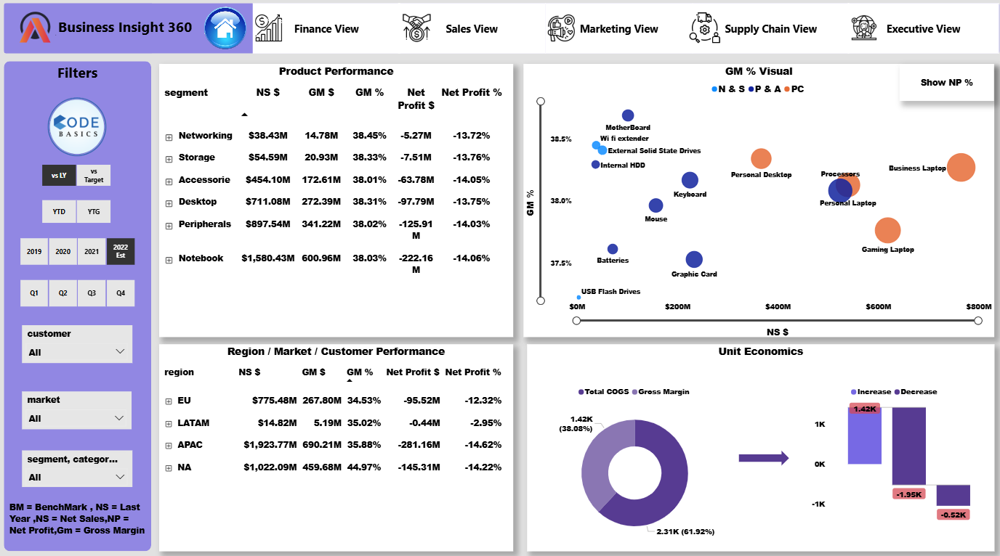 Business Insight 360
Finance View
Sales View
Marketing View
Supply Chain View
Executive View
Filters
CODE
BASICS
vs LY
vs
Target
YTD
YTG
2019
2020
2021
2022
Est
Q1
Q2
Q3
Q4
customer
All
market
All
segment, categor...
All
BM = BenchMark , NS = Last
Year ,NS = Net Sales,NP =
Net Profit,Gm = Gross Margin
Product Performance
segment NS $ GM $ GM % Net Net Profit %
Profit $
Networking $38.43M 14.78M 38.45% -5.27M -13.72%
Storage $54.59M 20.93M 38.33% -7.51M -13.76%
Accessorie $454.10M 172.61M 38.01% -63.78M -14.05%
Desktop $711.08M 272.39M 38.31% -97.79M -13.75%
Peripherals $897.54M 341.22M 38.02% -125.91 -14.03%
M
Notebook $1,580.43M 600.96M 38.03% -222.16 -14.06%
M
GM % Visual
Show NP %
N & S P & A PC
GM %
38.5%
38.0%
37.5%
MotherBoard
Wi fi extender
External Solid State Drives
Internal HDD
Personal Desktop
Business Laptop
Processors
Keyboard
Personal Laptop
Mouse
Gaming Laptop
Batteries
Graphic Card
USB Flash Drives
$0M $200M $400M $600M $800M
NS $
Region / Market / Customer Performance
region NS $ GM $ GM % Net Profit $ Net Profit %
EU $775.48M 267.80M 34.53% -95.52M -12.32%
LATAM $14.82M 5.19M 35.02% -0.44M -2.95%
APAC $1,923.77M 690.21M 35.88% -281.16M -14.62%
NA $1,022.09M 459.68M 44.97% -145.31M -14.22%
Unit Economics
Total COGS Gross Margin
1.42K
(38.08%)
2.31K (61.92%)
Increase Decrease
1K
0K
-1K
1.42K
-1.95K
-0.52K